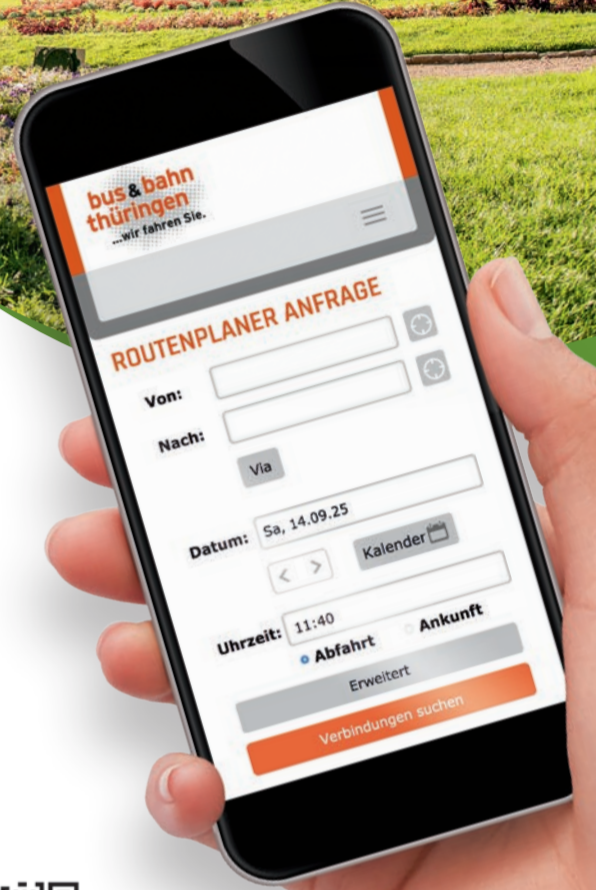 bus & bahn
thüringen
...wir fahren Sie.
ROUTENPLANER ANFRAGE
Von:
Nach:
Via
Datum: Sa, 14.09.25
< > Kalender
Uhrzeit: 11:40
Abfahrt Ankunft
Erweitert
Verbindungen suchen